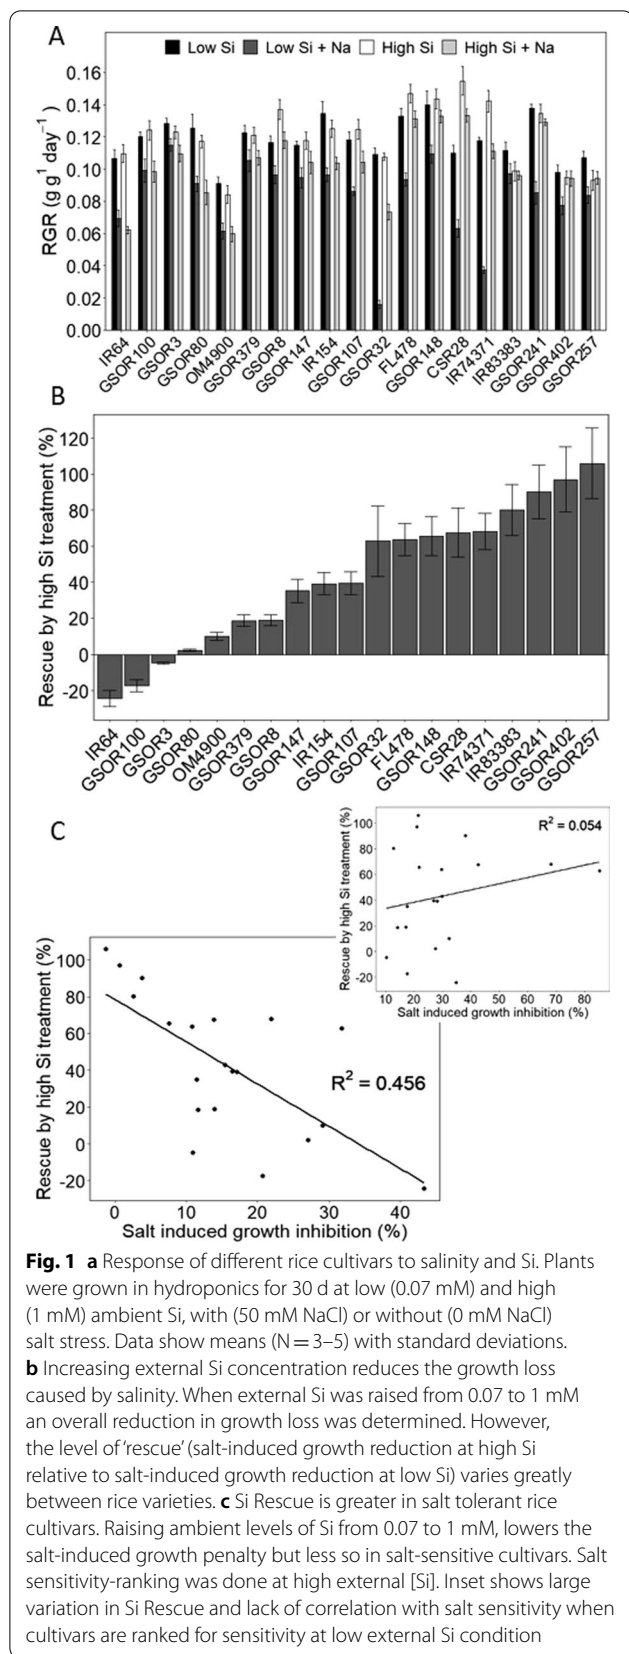 A
Low Si Low Si + Na High Si High Si + Na
RGR (g g¹ day⁻¹)
0.16
0.14
0.12
0.10
0.08
0.06
0.04
0.02
0.00
IR64 GSOR100 GSOR3 GSOR80 OM4900 GSOR379 GSOR8 GSOR147 IR154 GSOR107 GSOR32 FL478 GSOR148 CSR28 IR74371 IR83383 GSOR241 GSOR402 GSOR257
B
Rescue by high Si treatment (%)
120
100
80
60
40
20
0
-20
IR64 GSOR100 GSOR3 GSOR80 OM4900 GSOR379 GSOR8 GSOR147 IR154 GSOR107 GSOR32 FL478 GSOR148 CSR28 IR74371 IR83383 GSOR241 GSOR402 GSOR257
C
Rescue by high Si treatment (%)
100
80
60
40
20
0
-20
R² = 0.054
10 20 30 40 50 60 70 80
Salt induced growth inhibition (%)
Rescue by high Si treatment (%)
100
80
60
40
20
0
-20
R² = 0.456
0 10 20 30 40
Salt induced growth inhibition (%)
Fig. 1 a Response of different rice cultivars to salinity and Si. Plants
were grown in hydroponics for 30 d at low (0.07 mM) and high
(1 mM) ambient Si, with (50 mM NaCl) or without (0 mM NaCl)
salt stress. Data show means (N = 3–5) with standard deviations.
b Increasing external Si concentration reduces the growth loss
caused by salinity. When external Si was raised from 0.07 to 1 mM
an overall reduction in growth loss was determined. However,
the level of ‘rescue’ (salt-induced growth reduction at high Si
relative to salt-induced growth reduction at low Si) varies greatly
between rice varieties. c Si Rescue is greater in salt tolerant rice
cultivars. Raising ambient levels of Si from 0.07 to 1 mM, lowers the
salt-induced growth penalty but less so in salt-sensitive cultivars. Salt
sensitivity-ranking was done at high external [Si]. Inset shows large
variation in Si Rescue and lack of correlation with salt sensitivity when
cultivars are ranked for sensitivity at low external Si condition